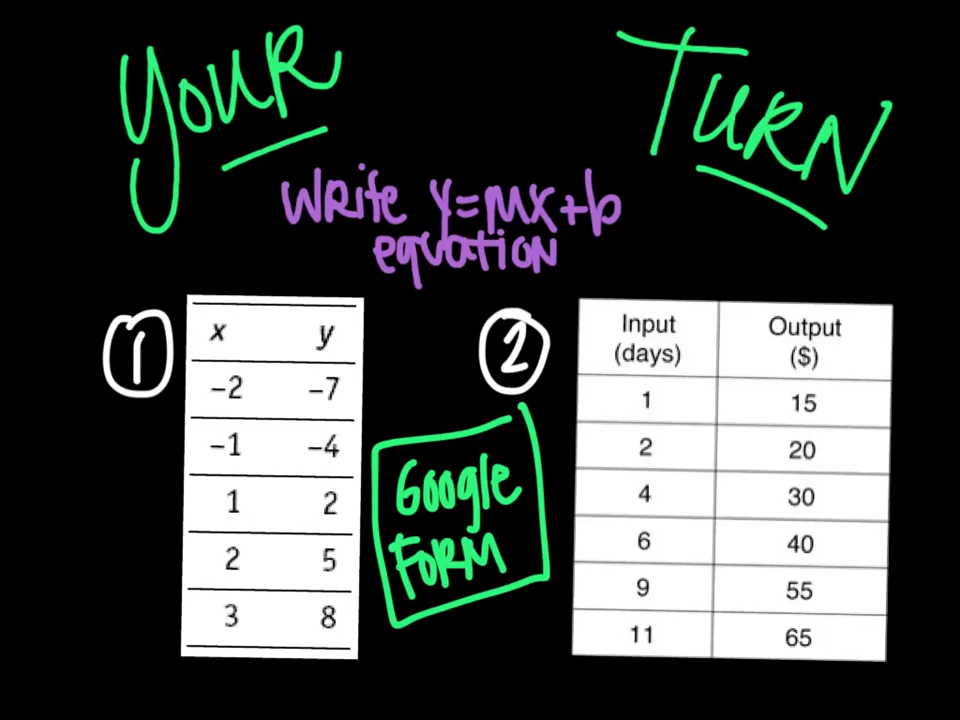 YOUR TURN
WRITE y=mx+b
equation
1
x y
−2 −7
−1 −4
1 2
2 5
3 8
Google
FORM
2
Input Output
(days) ($)
1 15
2 20
4 30
6 40
9 55
11 65